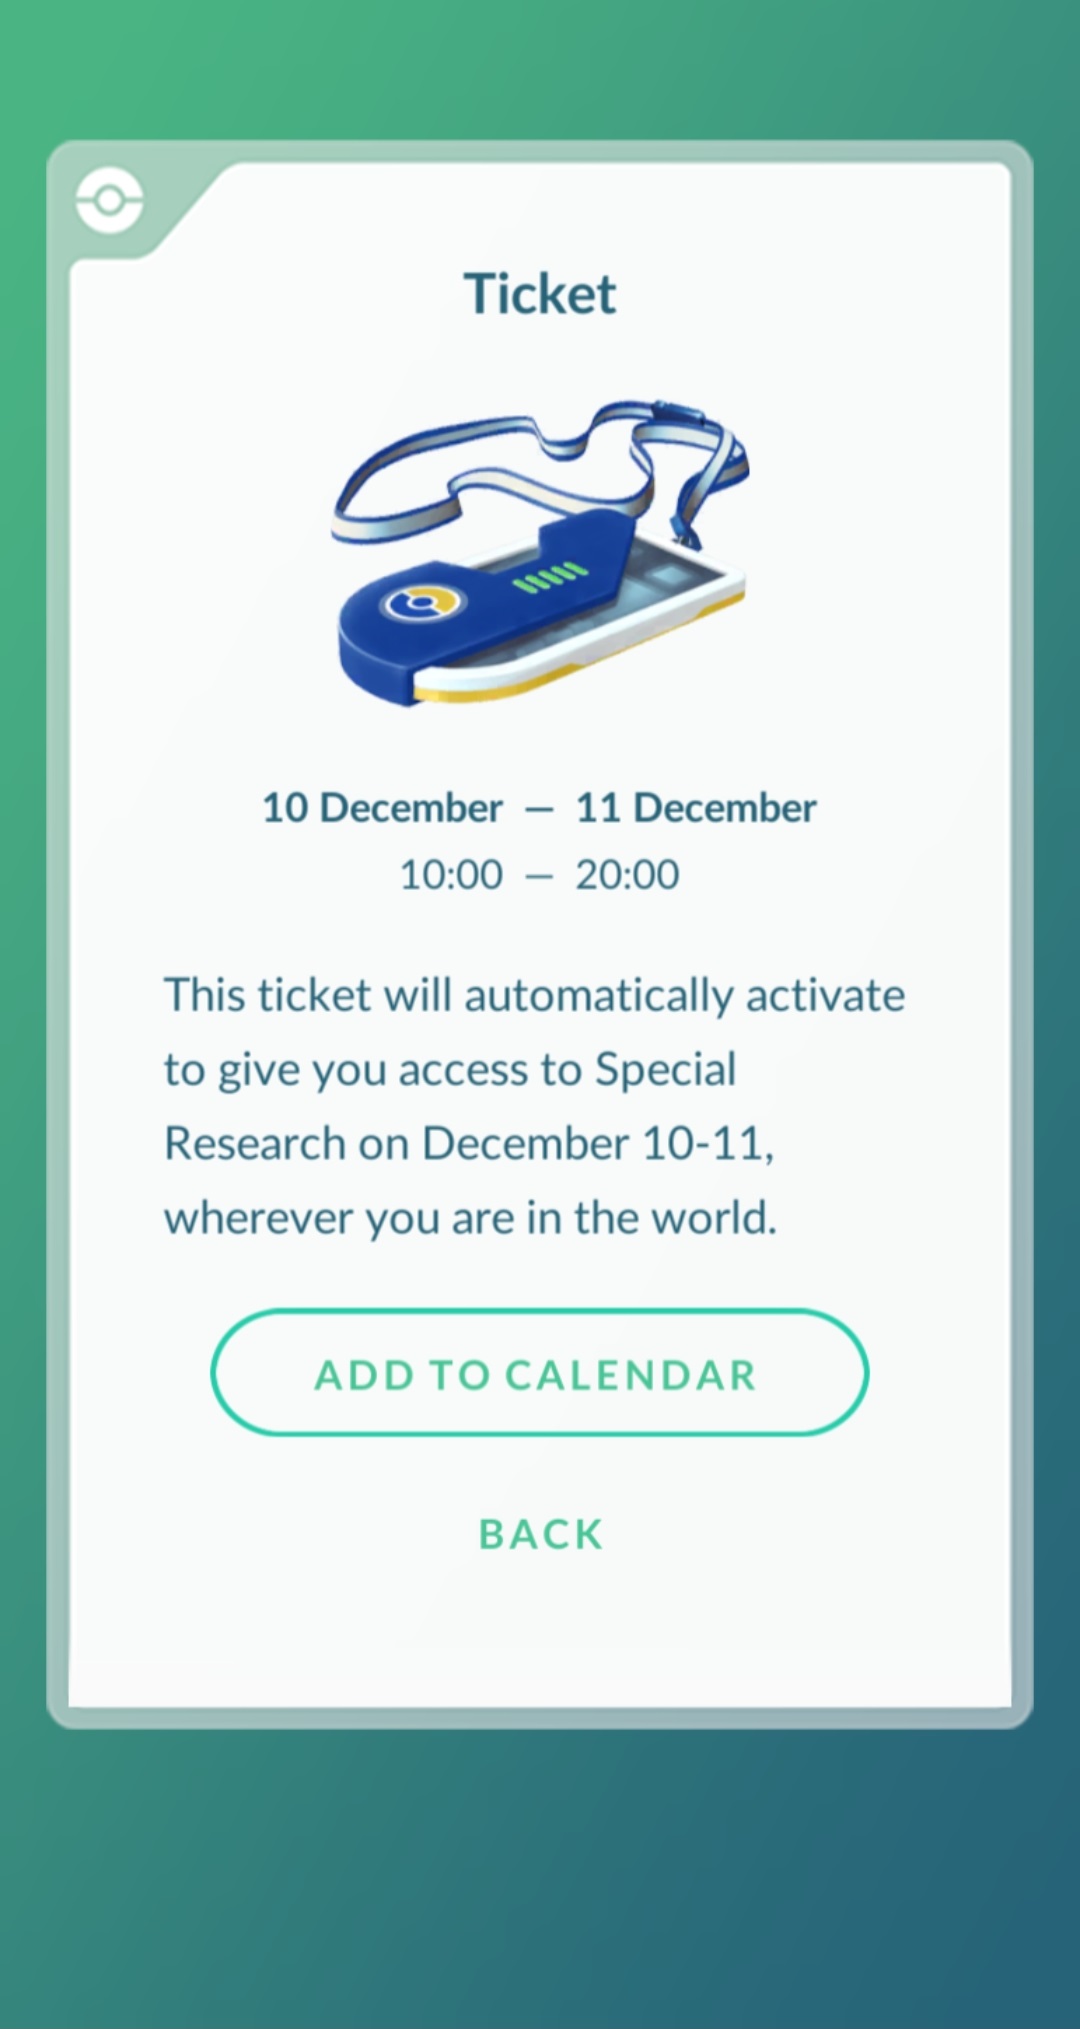 Ticket
10 December — 11 December
10:00 — 20:00
This ticket will automatically activate
to give you access to Special
Research on December 10-11,
wherever you are in the world.
ADD TO CALENDAR
BACK